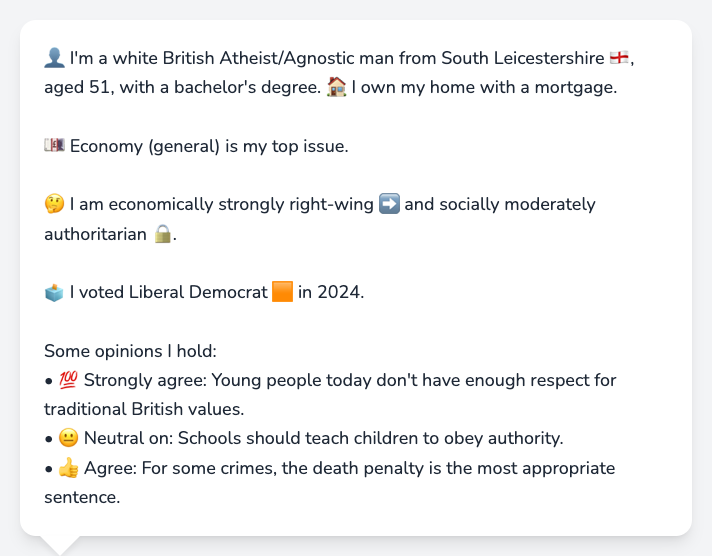 👤 I'm a white British Atheist/Agnostic man from South Leicestershire 🏴󠁧󠁢󠁥󠁮󠁧󠁿,
aged 51, with a bachelor's degree. 🏠 I own my home with a mortgage.
💷 Economy (general) is my top issue.
🤔 I am economically strongly right-wing ➡️ and socially moderately
authoritarian 🔒.
🗳️ I voted Liberal Democrat 🟧 in 2024.
Some opinions I hold:
• 💯 Strongly agree: Young people today don't have enough respect for
traditional British values.
• 😐 Neutral on: Schools should teach children to obey authority.
• 👍 Agree: For some crimes, the death penalty is the most appropriate
sentence.